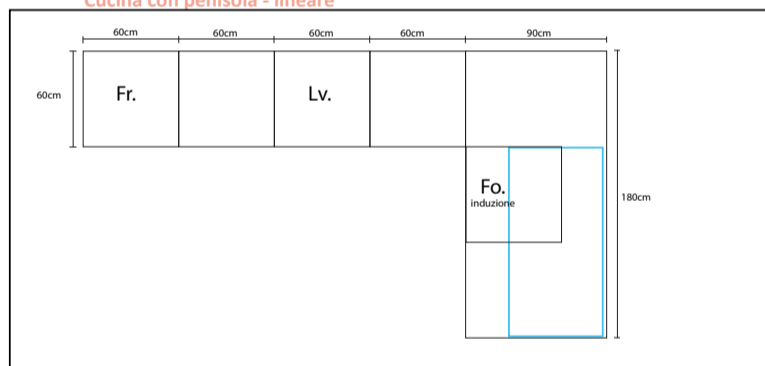 Cucina con penisola - lineare
60cm 60cm 60cm 60cm 90cm
60cm
Fr.
Lv.
Fo.
induzione
180cm